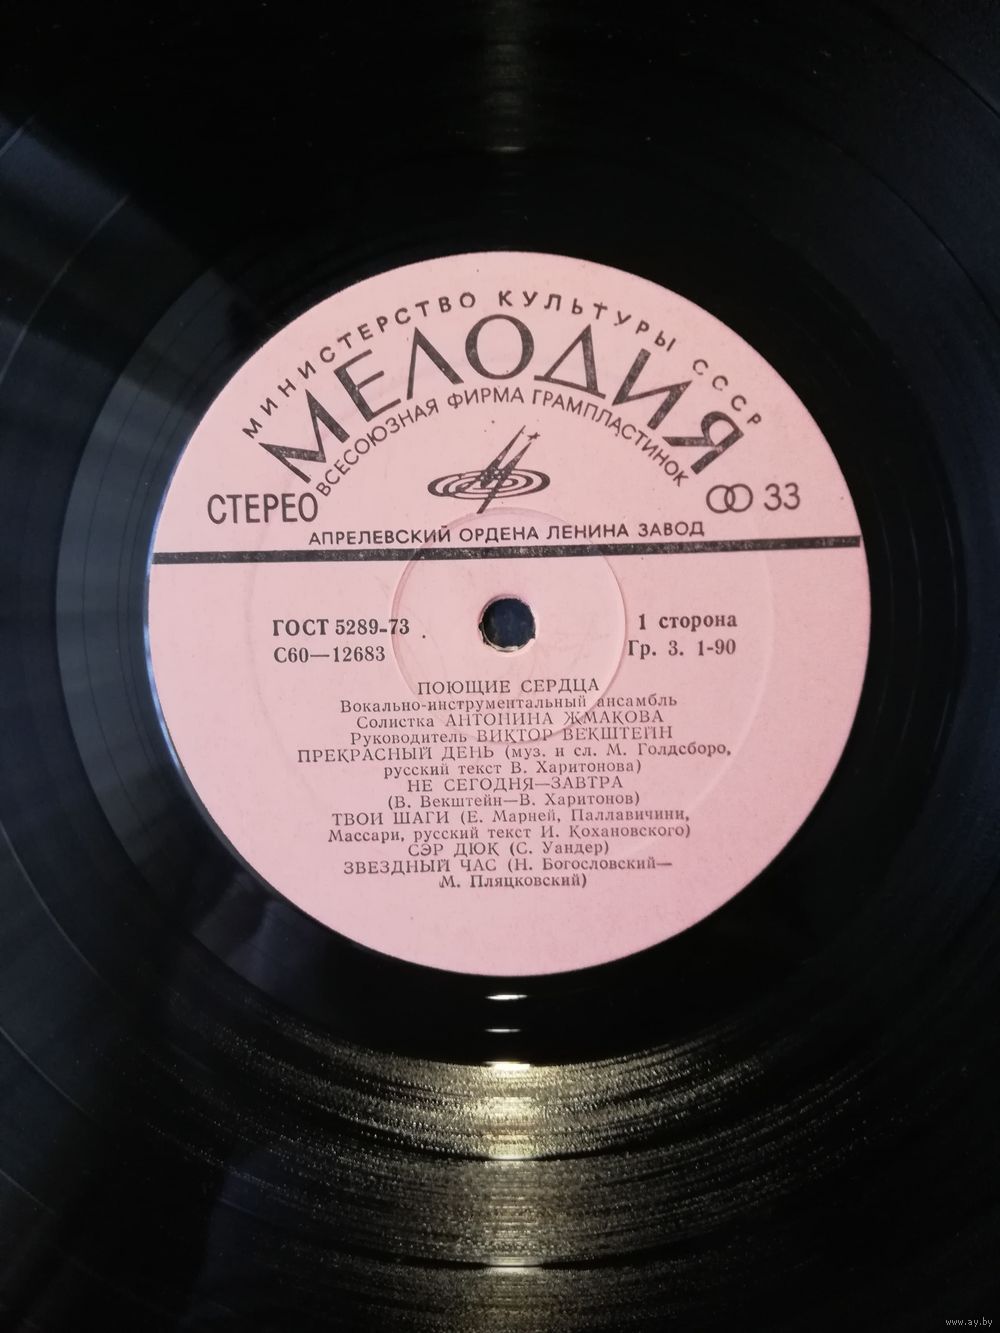 МИНИСТЕРСТВО КУЛЬТУРЫ СССР
МЕЛОДИЯ
ВСЕСОЮЗНАЯ ФИРМА ГРАМПЛАСТИНОК
СТЕРЕО
33
АПРЕЛЕВСКИЙ ОРДЕНА ЛЕНИНА ЗАВОД
ГОСТ 5289-73
1 сторона
С60—12683
Гр. 3. 1-90
ПОЮЩИЕ СЕРДЦА
Вокально-инструментальный ансамбль
Солистка АНТОНИНА ЖМАКОВА
Руководитель ВИКТОР ВЕКШТЕЙН
ПРЕКРАСНЫЙ ДЕНЬ (муз. и сл. М. Голдсборо,
русский текст В. Харитонова)
НЕ СЕГОДНЯ—ЗАВТРА
(В. Векштейн—В. Харитонов)
ТВОИ ШАГИ (Е. Марней, Паллавичини,
Массари, русский текст И. Кохановского)
СЭР ДЮК (С. Уандер)
ЗВЕЗДНЫЙ ЧАС (Н. Богословский—
М. Пляцковский)
www.ay.by